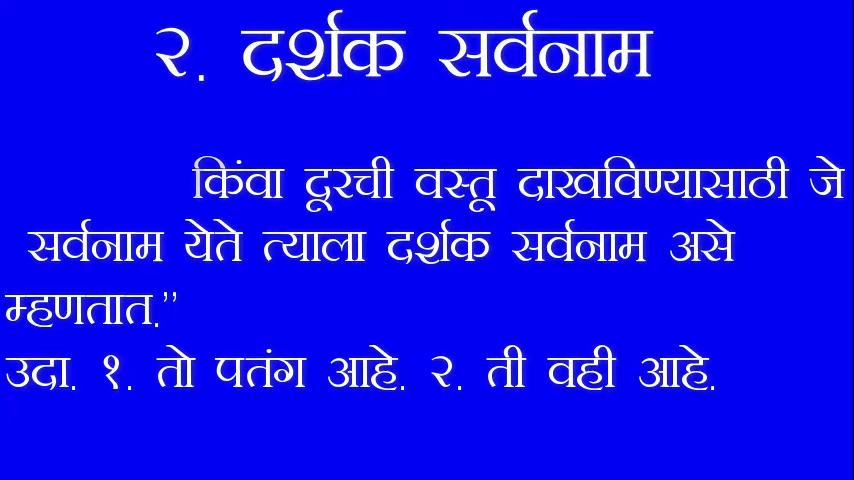 २. दर्शक सर्वनाम
किंवा दूरची वस्तू दाखविण्यासाठी जे
सर्वनाम येते त्याला दर्शक सर्वनाम असे
म्हणतात.”
उदा. १. तो पतंग आहे. २. ती वही आहे.